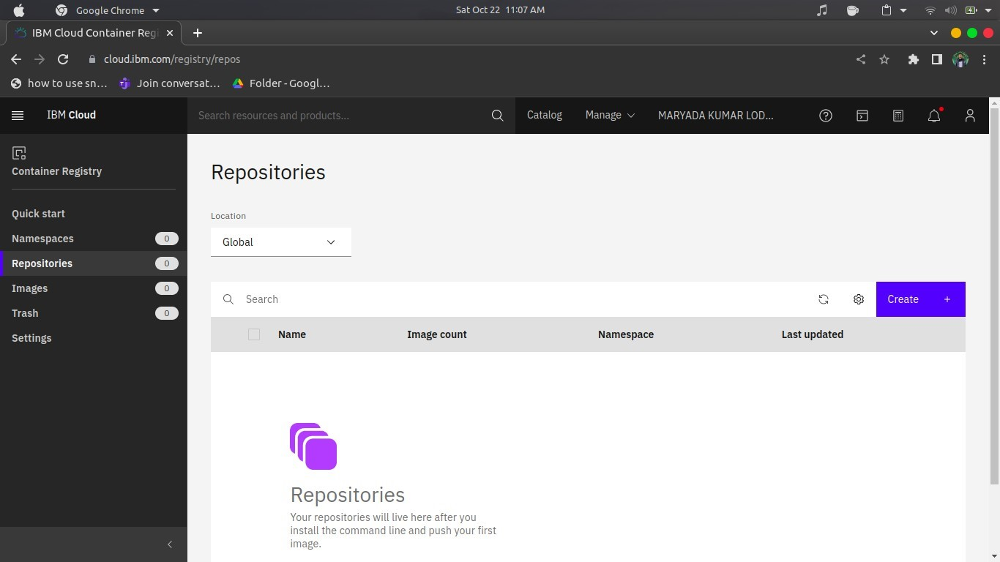 Google Chrome
Sat Oct 22 11:07 AM
IBM Cloud Container Reg
cloud.ibm.com/registry/repos
how to use sn...
Join conversat...
Folder - Googl...
IBM Cloud
Search resources and products...
Catalog
Manage
MARYADA KUMAR LOD...
Container Registry
Quick start
Namespaces 0
Repositories 0
Images 0
Trash 0
Settings
Repositories
Location
Global
Search
Create +
Name Image count Namespace Last updated
Repositories
Your repositories will live here after you
install the command line and push your first
image.